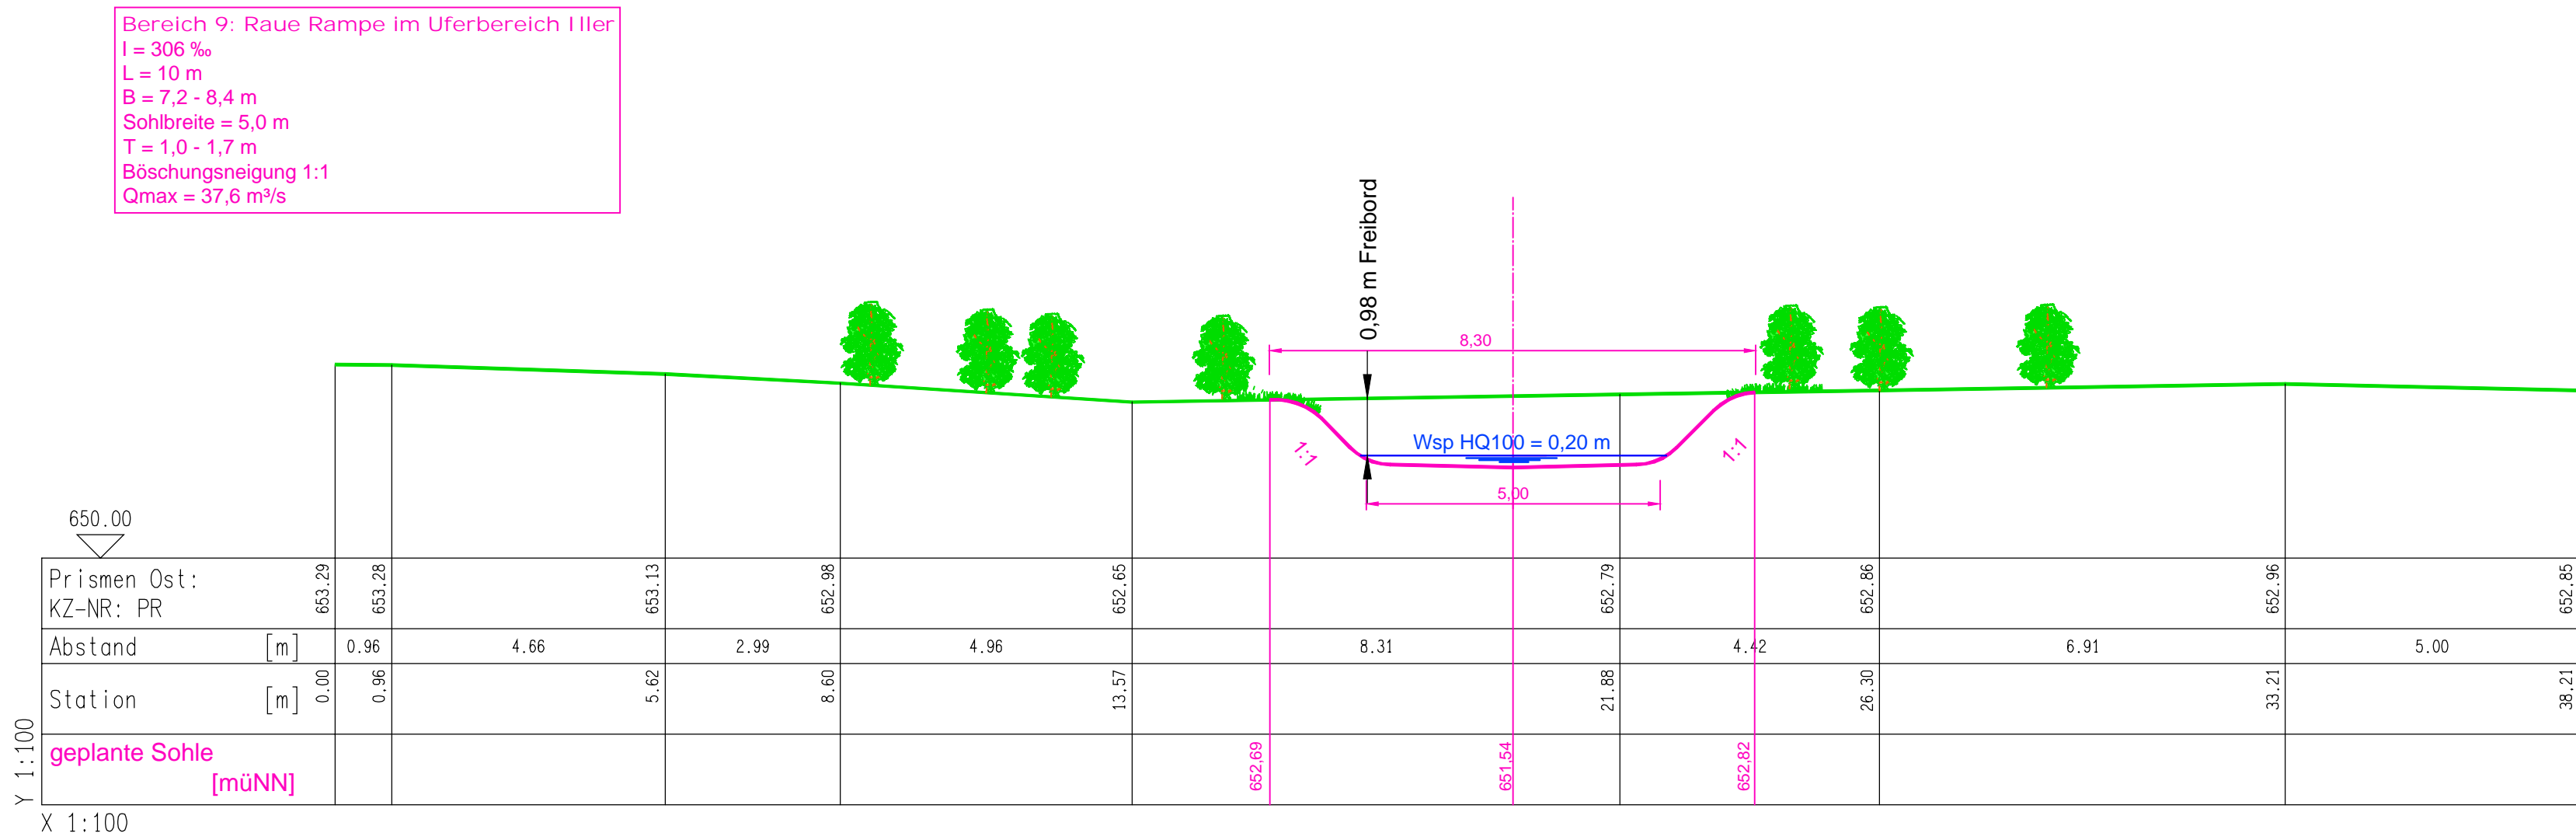 Bereich 9: Raue Rampe im Uferbereich Iller
I = 306 ‰
L = 10 m
B = 7,2 - 8,4 m
Sohlbreite = 5,0 m
T = 1,0 - 1,7 m
Böschungsneigung 1:1
Qmax = 37,6 m³/s
0,98 m Freibord
8,30
Wsp HQ100 = 0,20 m
1:1
1:1
5,00
650.00
Prismen Ost:
KZ-NR: PR
653.29 653.28 653.13 652.98 652.65 652.79 652.86 652.96 652.85
Abstand [m] 0.96 4.66 2.99 4.96 8.31 4.42 6.91 5.00
Station [m] 0.00 0.96 5.62 8.60 13.57 21.88 26.30 33.21 38.21
geplante Sohle
[müNN]
652,69 651,54 652,82
Y 1:100
X 1:100